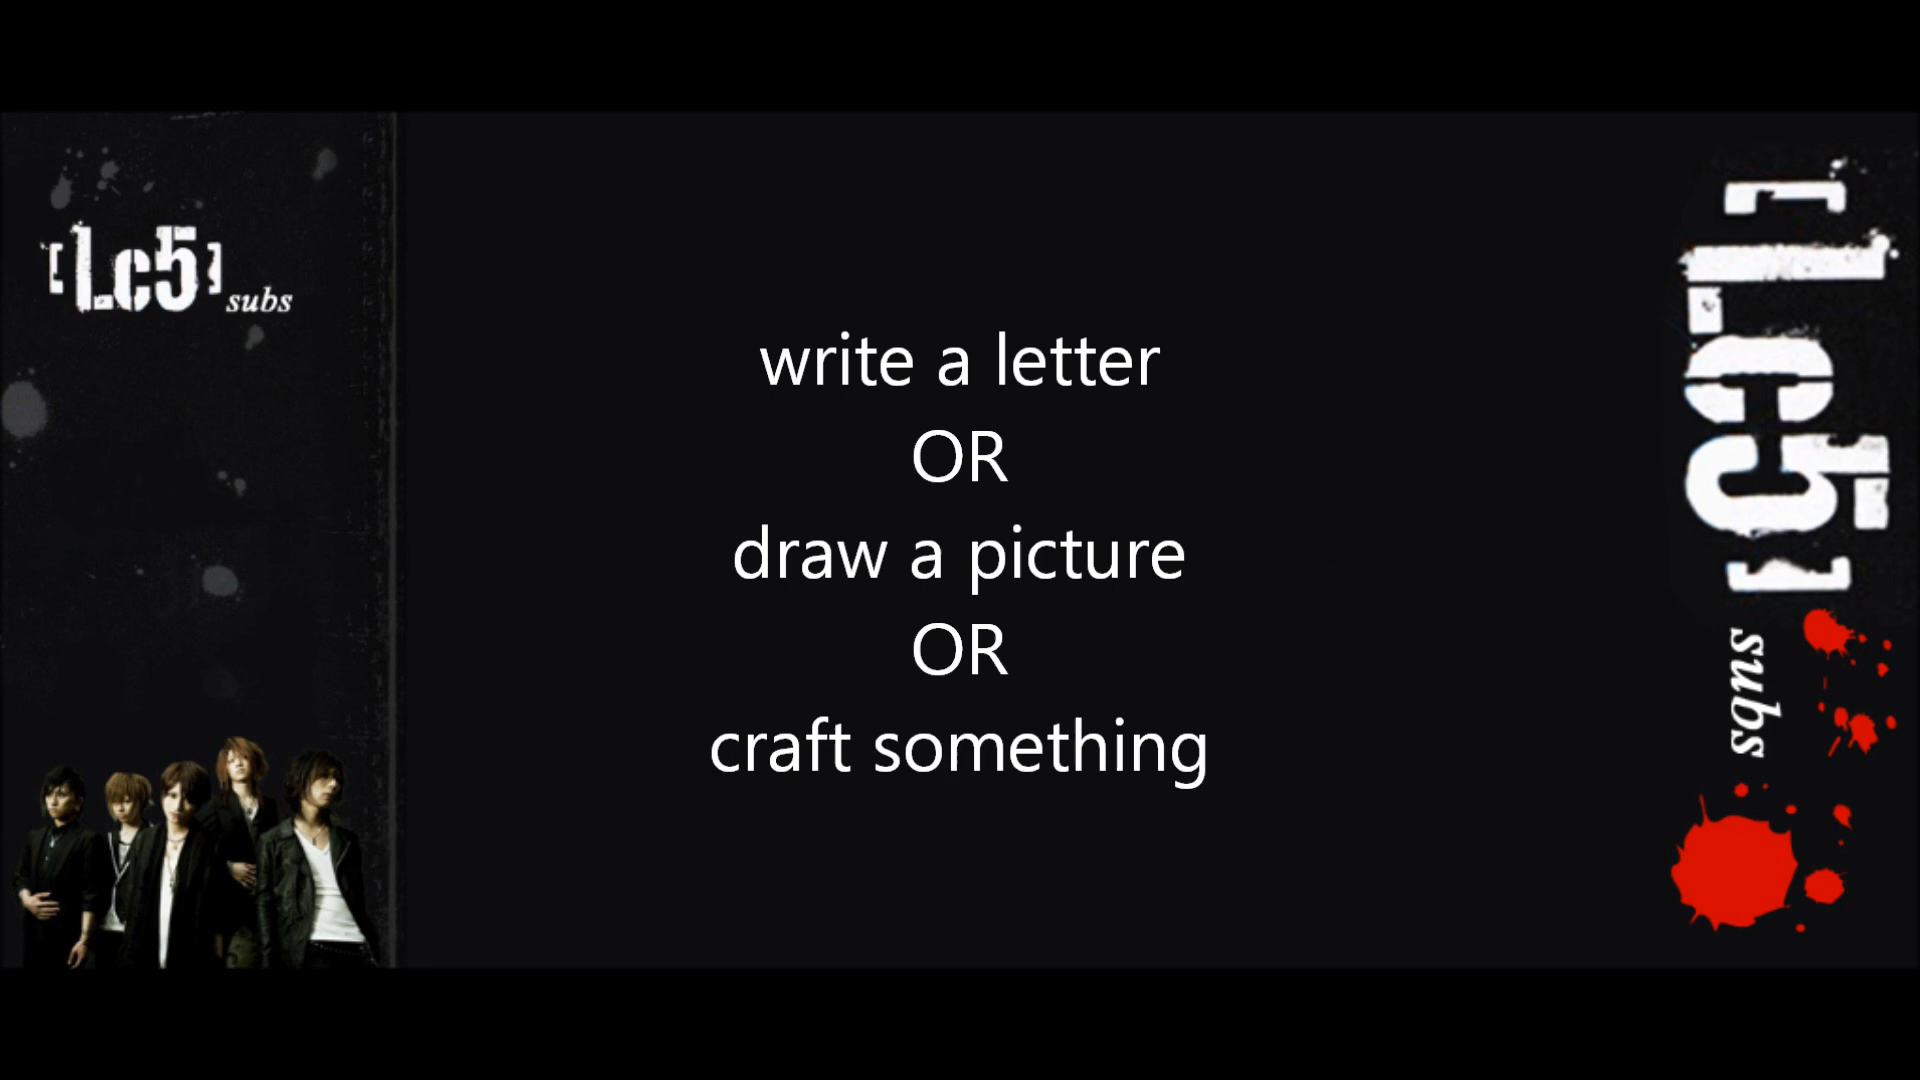 [Lc5]
subs
write a letter
OR
draw a picture
OR
craft something
[Lc5]
subs